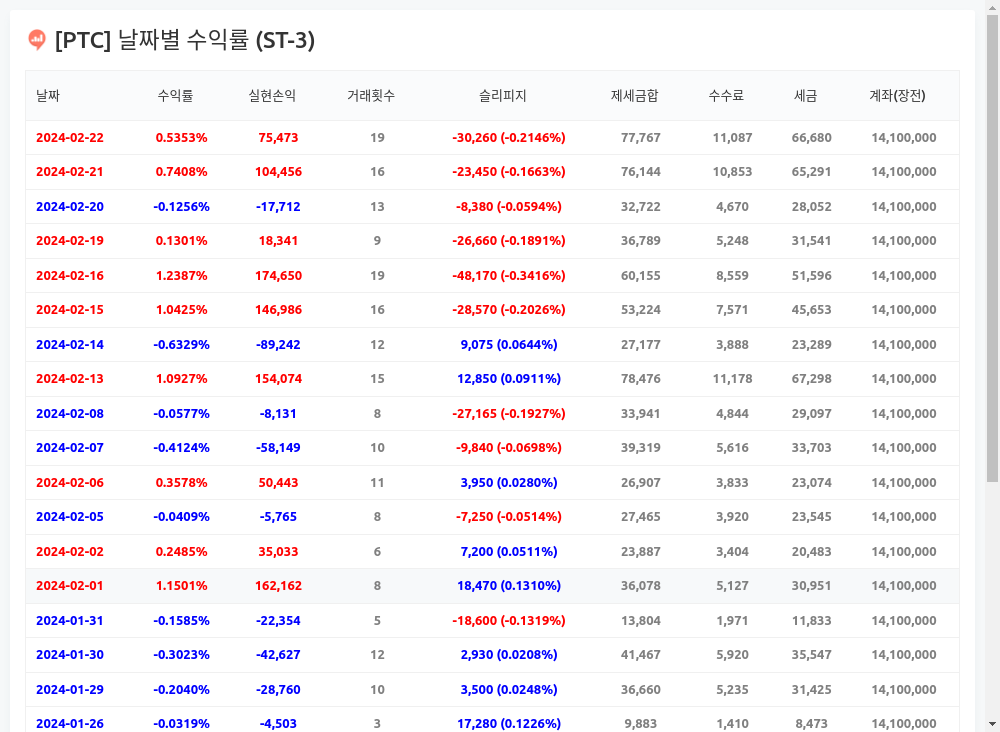 [PTC] 날짜별 수익률 (ST-3)
날짜 수익률 실현손익 거래횟수 슬리피지 제세금합 수수료 세금 계좌(장전)
2024-02-22 0.5353% 75,473 19 -30,260 (-0.2146%) 77,767 11,087 66,680 14,100,000
2024-02-21 0.7408% 104,456 16 -23,450 (-0.1663%) 76,144 10,853 65,291 14,100,000
2024-02-20 -0.1256% -17,712 13 -8,380 (-0.0594%) 32,722 4,670 28,052 14,100,000
2024-02-19 0.1301% 18,341 9 -26,660 (-0.1891%) 36,789 5,248 31,541 14,100,000
2024-02-16 1.2387% 174,650 19 -48,170 (-0.3416%) 60,155 8,559 51,596 14,100,000
2024-02-15 1.0425% 146,986 16 -28,570 (-0.2026%) 53,224 7,571 45,653 14,100,000
2024-02-14 -0.6329% -89,242 12 9,075 (0.0644%) 27,177 3,888 23,289 14,100,000
2024-02-13 1.0927% 154,074 15 12,850 (0.0911%) 78,476 11,178 67,298 14,100,000
2024-02-08 -0.0577% -8,131 8 -27,165 (-0.1927%) 33,941 4,844 29,097 14,100,000
2024-02-07 -0.4124% -58,149 10 -9,840 (-0.0698%) 39,319 5,616 33,703 14,100,000
2024-02-06 0.3578% 50,443 11 3,950 (0.0280%) 26,907 3,833 23,074 14,100,000
2024-02-05 -0.0409% -5,765 8 -7,250 (-0.0514%) 27,465 3,920 23,545 14,100,000
2024-02-02 0.2485% 35,033 6 7,200 (0.0511%) 23,887 3,404 20,483 14,100,000
2024-02-01 1.1501% 162,162 8 18,470 (0.1310%) 36,078 5,127 30,951 14,100,000
2024-01-31 -0.1585% -22,354 5 -18,600 (-0.1319%) 13,804 1,971 11,833 14,100,000
2024-01-30 -0.3023% -42,627 12 2,930 (0.0208%) 41,467 5,920 35,547 14,100,000
2024-01-29 -0.2040% -28,760 10 3,500 (0.0248%) 36,660 5,235 31,425 14,100,000
2024-01-26 -0.0319% -4,503 3 17,280 (0.1226%) 9,883 1,410 8,473 14,100,000